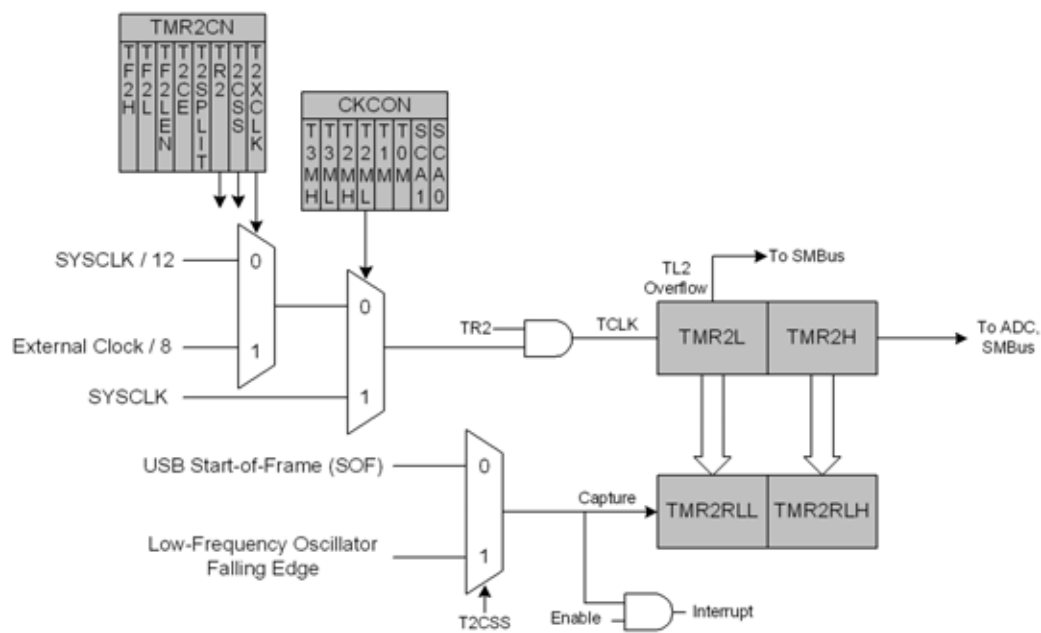 TMR2CN
TF2H
TF2L
TF2LEN
T2CE
T2SPLIT
TR2
T2CSS
T2XCLK
CKCON
T3MH
T3ML
T2MH
T2ML
T1M
T0M
SCA1
SCA0
SYSCLK / 12
0
External Clock / 8
1
SYSCLK
0
1
TR2
TCLK
TL2
Overflow
To SMBus
TMR2L
TMR2H
To ADC,
SMBus
USB Start-of-Frame (SOF)
0
Low-Frequency Oscillator
Falling Edge
1
T2CSS
Capture
TMR2RLL
TMR2RLH
Enable
Interrupt